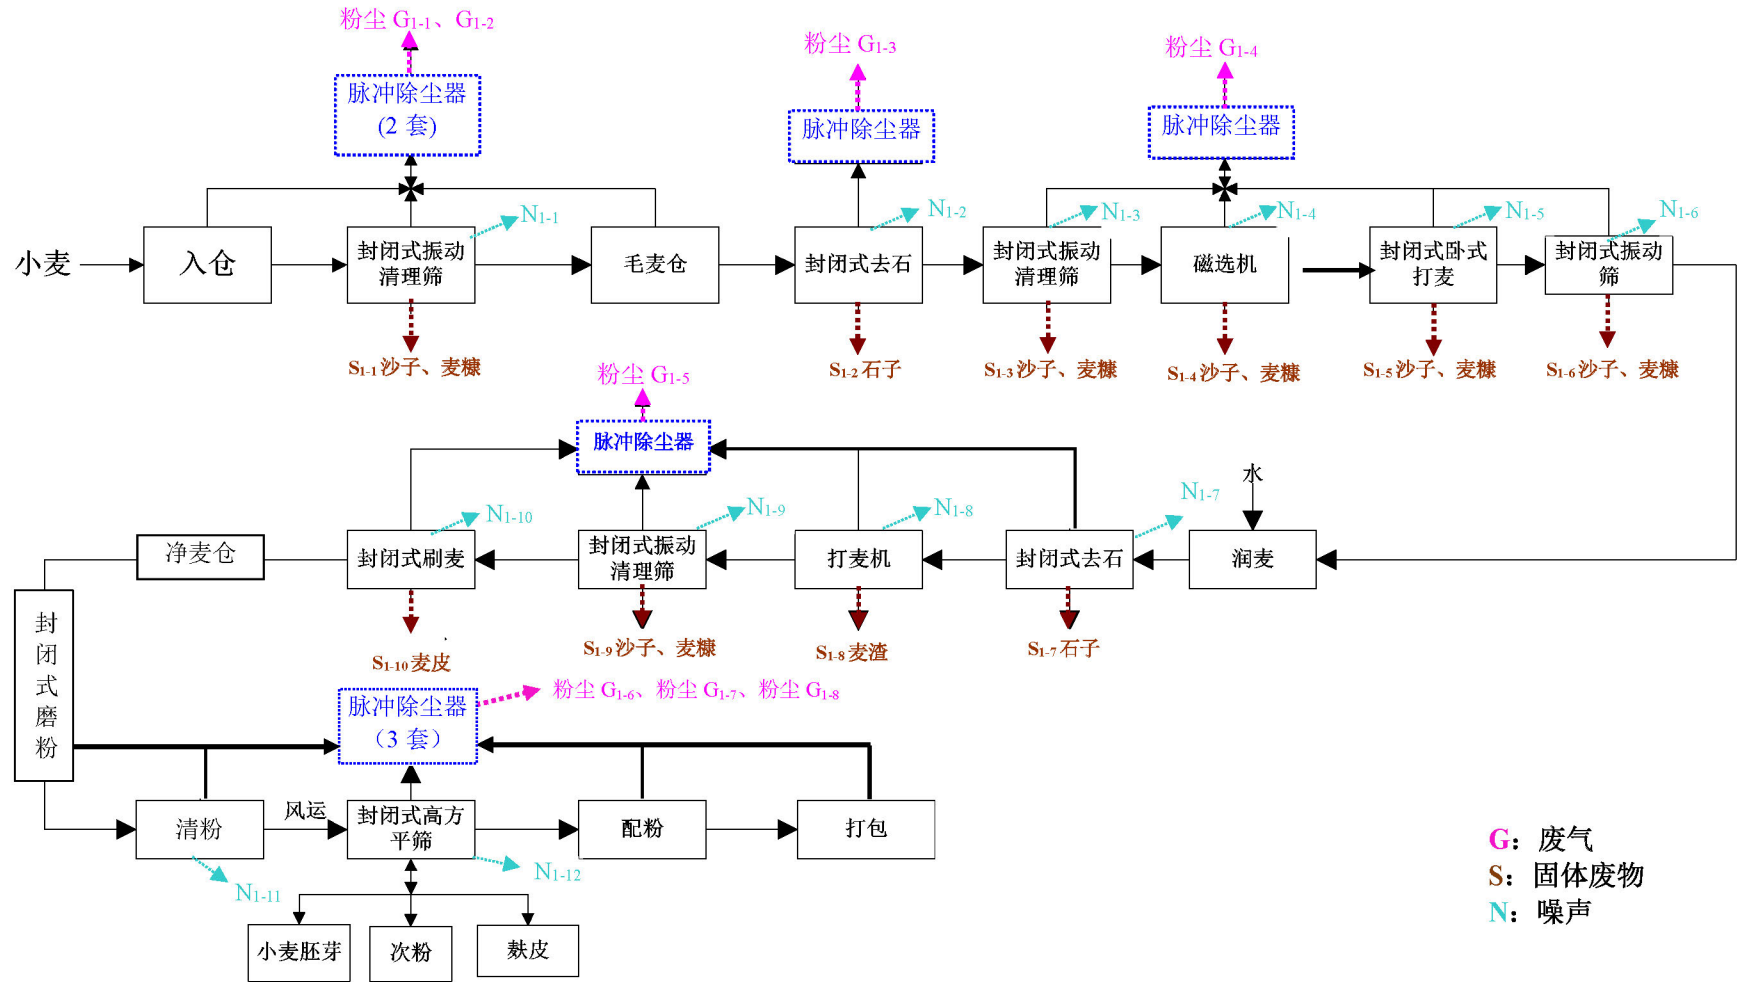 粉尘 G1-1、G1-2
粉尘 G1-3
粉尘 G1-4
脉冲除尘器
(2 套)
脉冲除尘器
脉冲除尘器
N1-1
N1-2
N1-3
N1-4
N1-5
N1-6
小麦
入仓
封闭式振动
清理筛
毛麦仓
封闭式去石
封闭式振动
清理筛
磁选机
封闭式卧式
打麦
封闭式振动
筛
S1-1 沙子、麦糠
S1-2 石子
S1-3 沙子、麦糠
S1-4 沙子、麦糠
S1-5 沙子、麦糠
S1-6 沙子、麦糠
粉尘 G1-5
脉冲除尘器
水
N1-10
N1-9
N1-8
N1-7
净麦仓
封闭式刷麦
封闭式振动
清理筛
打麦机
封闭式去石
润麦
S1-10 麦皮
S1-9 沙子、麦糠
S1-8 麦渣
S1-7 石子
封闭式磨粉
脉冲除尘器
（3 套）
粉尘 G1-6、粉尘 G1-7、粉尘 G1-8
清粉
风运
封闭式高方
平筛
配粉
打包
N1-11
N1-12
小麦胚芽
次粉
麸皮
G：废气
S：固体废物
N：噪声